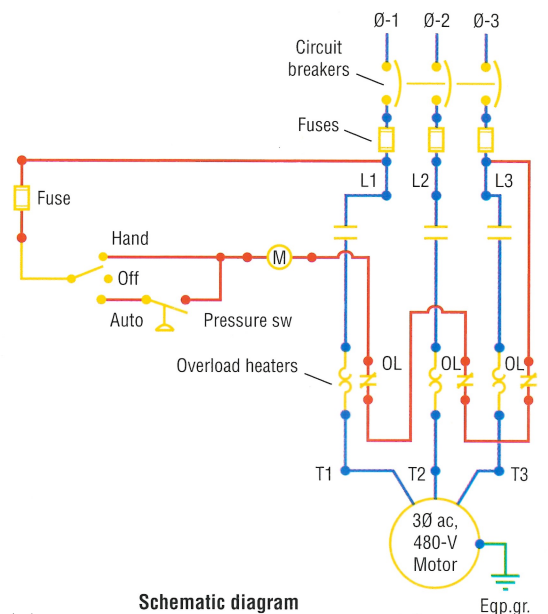 Ø-1 Ø-2 Ø-3
Circuit
breakers
Fuses
L1 L2 L3
Fuse
Hand
M
Off
Auto Pressure sw
Overload heaters OL OL OL
T1 T2 T3
3Ø ac,
480-V
Motor
Schematic diagram
Eqp.gr.